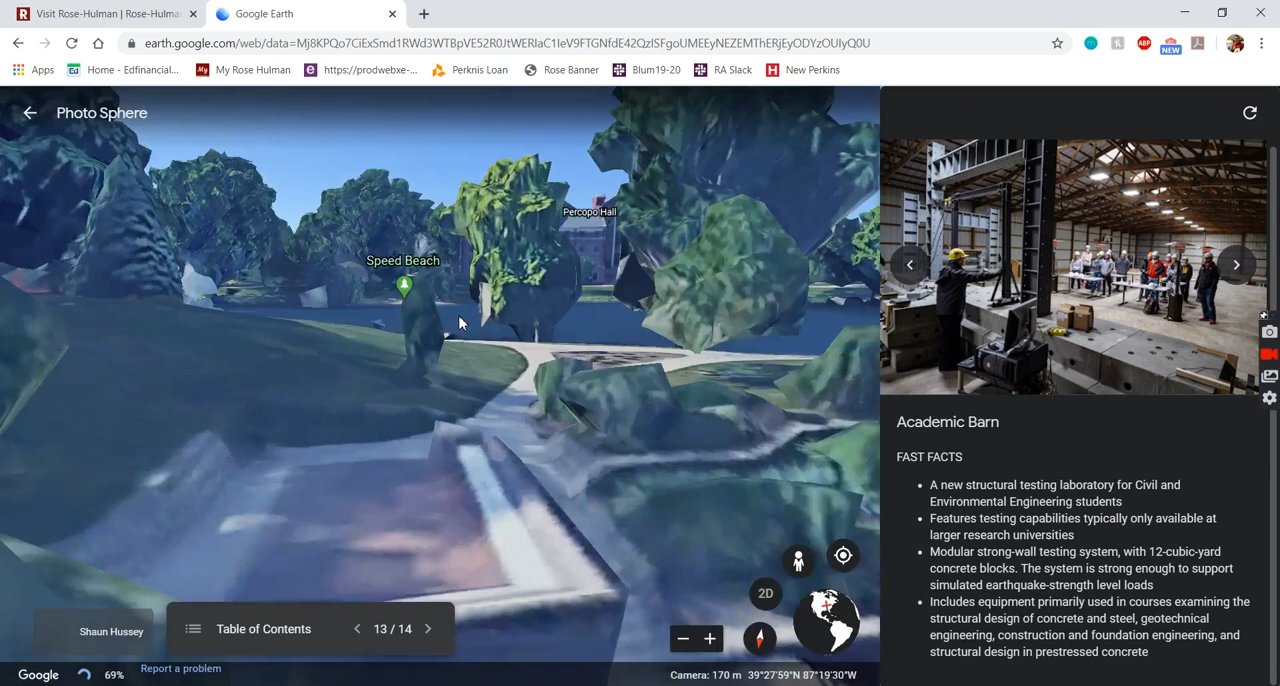 Visit Rose-Hulman | Rose-Hulma
Google Earth
earth.google.com/web/data=Mj8KPQo7CiExSmd1RWd3WTBpVE52R0JtWERIaC1IeV9FTGNfdE42QzISFgoUMEEyNEZEMThERjEyODYzOUIyQ0U
ABP
NEW
Apps
Ed
Home - Edfinancial...
My
My Rose Hulman
https://prodwebxe-...
Perknis Loan
Rose Banner
Blum19-20
RA Slack
New Perkins
Photo Sphere
Percopo Hall
Speed Beach
Academic Barn
FAST FACTS
• A new structural testing laboratory for Civil and
Environmental Engineering students
• Features testing capabilities typically only available at
larger research universities
• Modular strong-wall testing system, with 12-cubic-yard
concrete blocks. The system is strong enough to support
simulated earthquake-strength level loads
• Includes equipment primarily used in courses examining the
structural design of concrete and steel, geotechnical
engineering, construction and foundation engineering, and
structural design in prestressed concrete
2D
Shaun Hussey
Table of Contents
13 / 14
Google
69%
Report a problem
Camera: 170 m 39°27'59"N 87°19'30"W